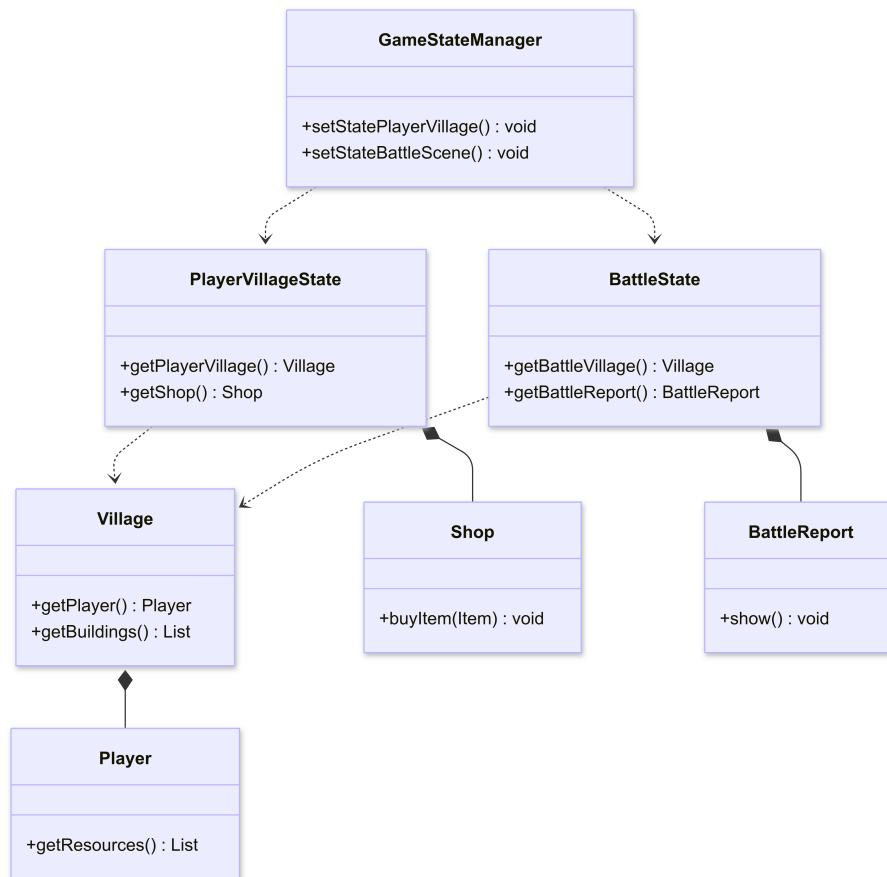 GameStateManager
+setStatePlayerVillage() : void
+setStateBattleScene() : void
PlayerVillageState
+getPlayerVillage() : Village
+getShop() : Shop
BattleState
+getBattleVillage() : Village
+getBattleReport() : BattleReport
Village
+getPlayer() : Player
+getBuildings() : List
Shop
+buyItem(Item) : void
BattleReport
+show() : void
Player
+getResources() : List